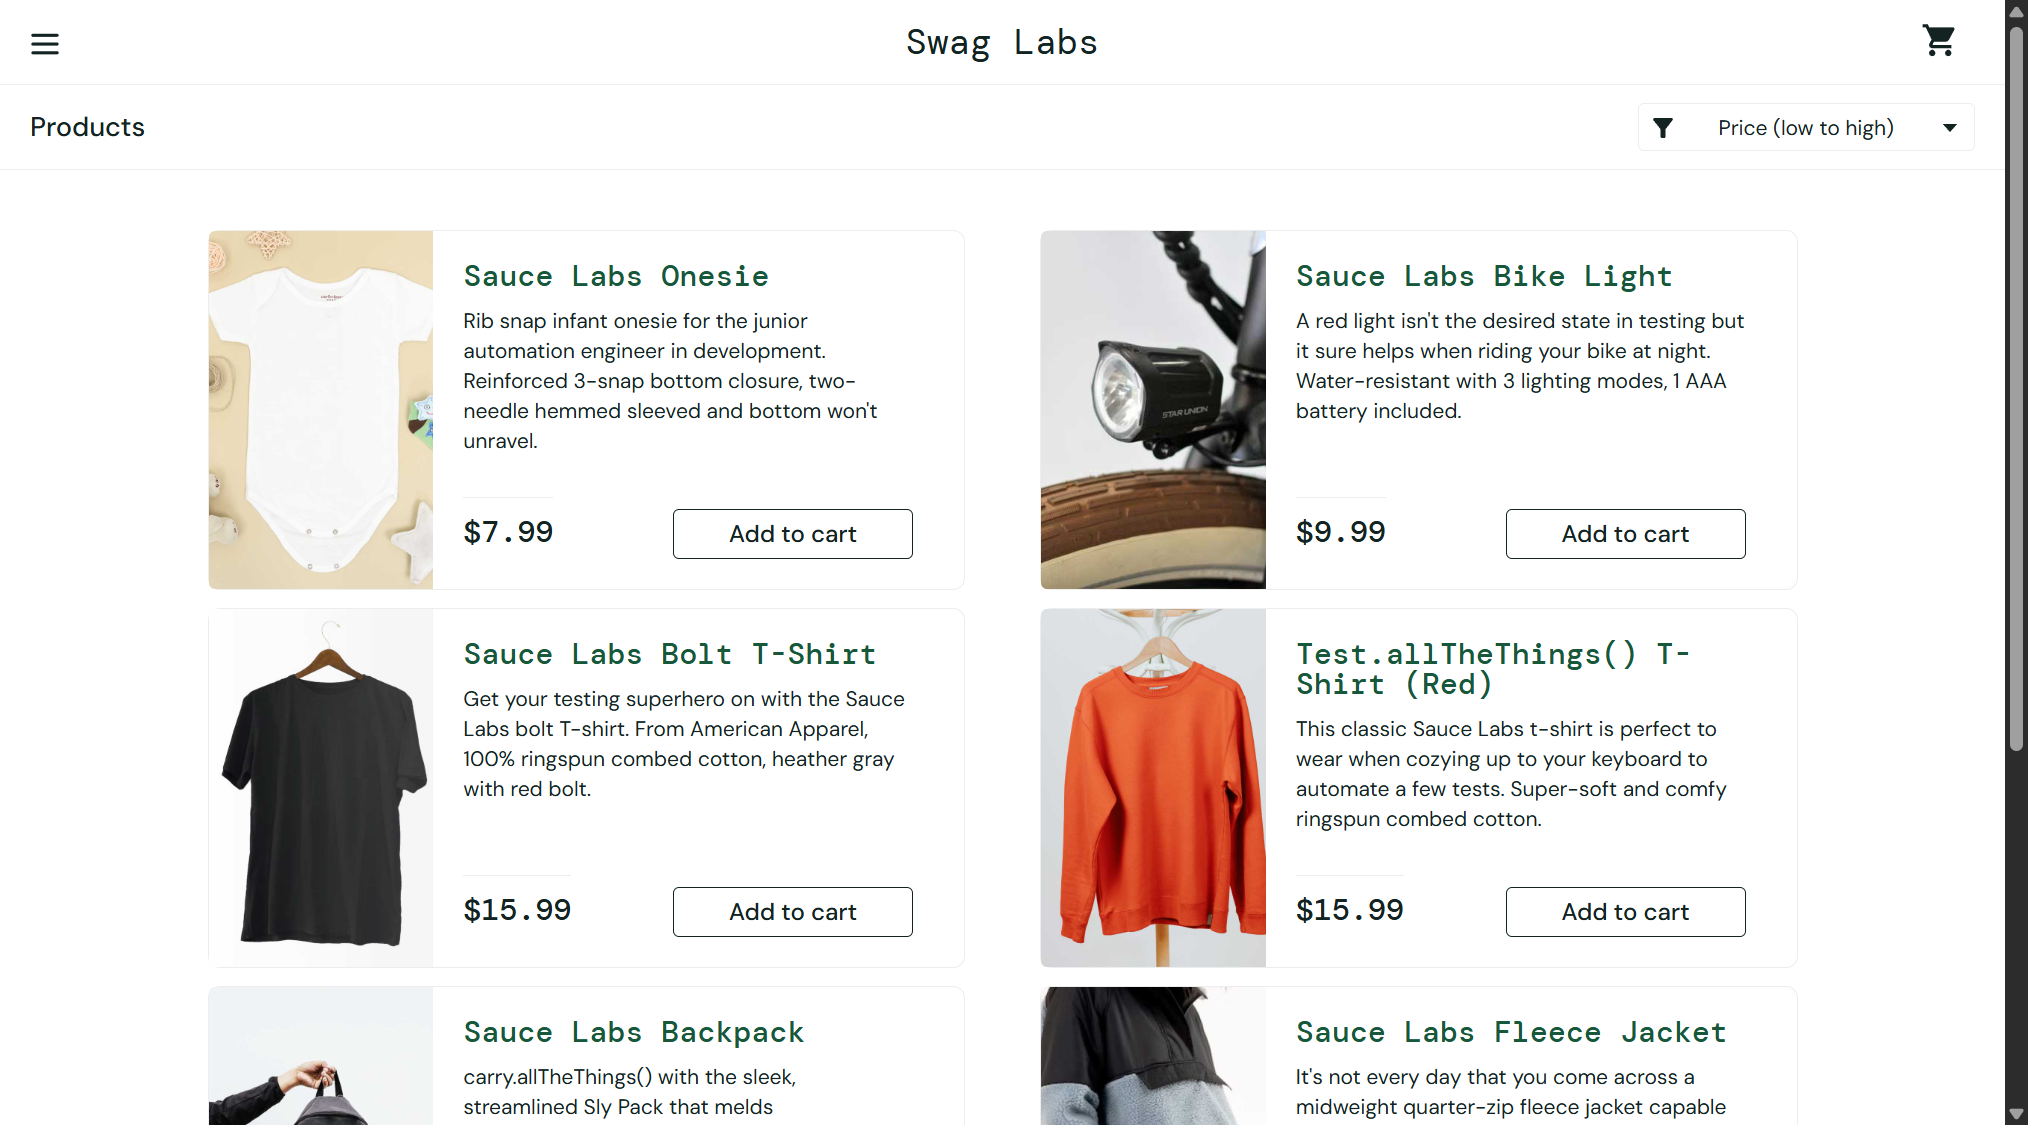 Swag Labs
Products
Price (low to high)
Sauce Labs Onesie
Rib snap infant onesie for the junior
automation engineer in development.
Reinforced 3-snap bottom closure, two-
needle hemmed sleeved and bottom won't
unravel.
$7.99
Add to cart
STAR UNION
Sauce Labs Bike Light
A red light isn't the desired state in testing but
it sure helps when riding your bike at night.
Water-resistant with 3 lighting modes, 1 AAA
battery included.
$9.99
Add to cart
Sauce Labs Bolt T-Shirt
Get your testing superhero on with the Sauce
Labs bolt T-shirt. From American Apparel,
100% ringspun combed cotton, heather gray
with red bolt.
$15.99
Add to cart
Test.allTheThings() T-
Shirt (Red)
This classic Sauce Labs t-shirt is perfect to
wear when cozying up to your keyboard to
automate a few tests. Super-soft and comfy
ringspun combed cotton.
$15.99
Add to cart
Sauce Labs Backpack
carry.allTheThings() with the sleek,
streamlined Sly Pack that melds
Sauce Labs Fleece Jacket
It's not every day that you come across a
midweight quarter-zip fleece jacket capable